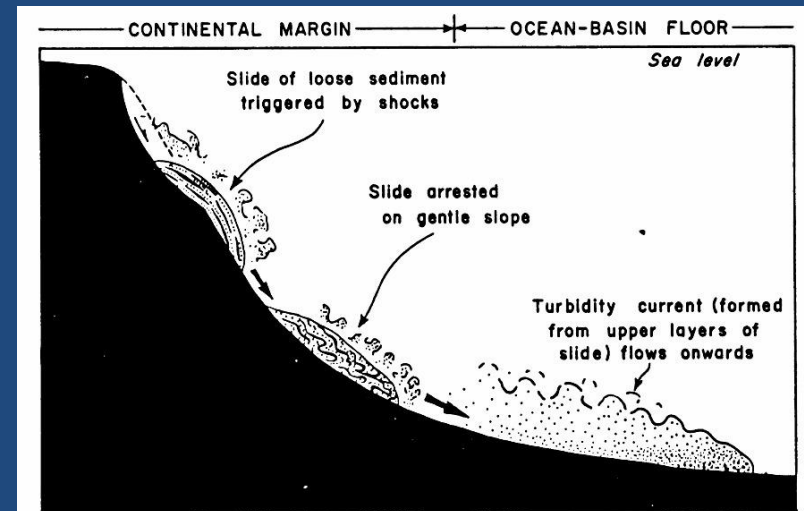 CONTINENTAL MARGIN
OCEAN-BASIN FLOOR
Sea level
Slide of loose sediment
triggered by shocks
Slide arrested
on gentle slope
Turbidity current (formed
from upper layers of
slide) flows onwards